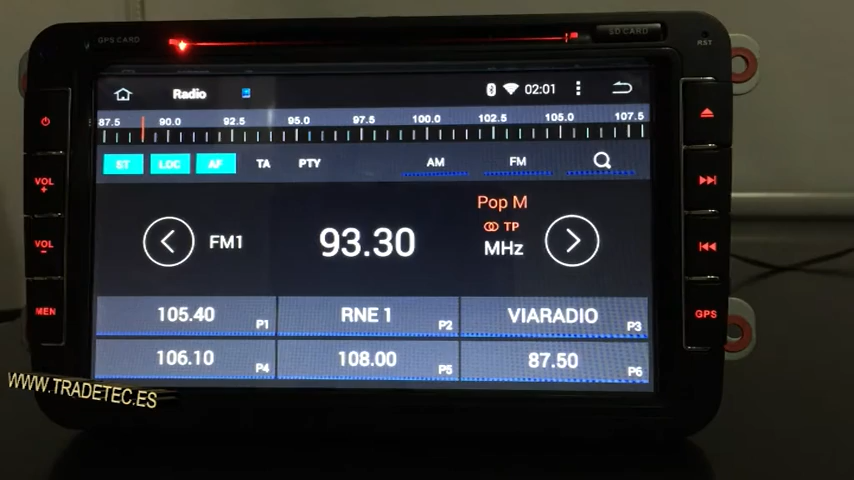 GPS CARD
SD CARD
RST
Radio
02:01
87.5 90.0 92.5 95.0 97.5 100.0 102.5 105.0 107.5
ST LOC AF TA PTY AM FM
VOL +
Pop M
TP
FM1 93.30 MHz
VOL -
MEN
GPS
105.40 P1 RNE 1 P2 VIARADIO P3
106.10 P4 108.00 P5 87.50 P6
WWW.TRADETEC.ES